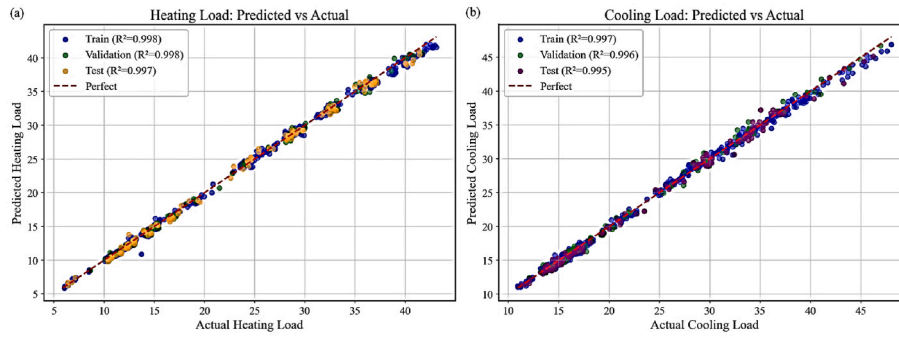 (a)
Heating Load: Predicted vs Actual
Train (R²=0.998)
Validation (R²=0.998)
Test (R²=0.997)
Perfect
Predicted Heating Load
40
35
30
25
20
15
10
5
5 10 15 20 25 30 35 40
Actual Heating Load
(b)
Cooling Load: Predicted vs Actual
Train (R²=0.997)
Validation (R²=0.996)
Test (R²=0.995)
Perfect
Predicted Cooling Load
45
40
35
30
25
20
15
10
10 15 20 25 30 35 40 45
Actual Cooling Load